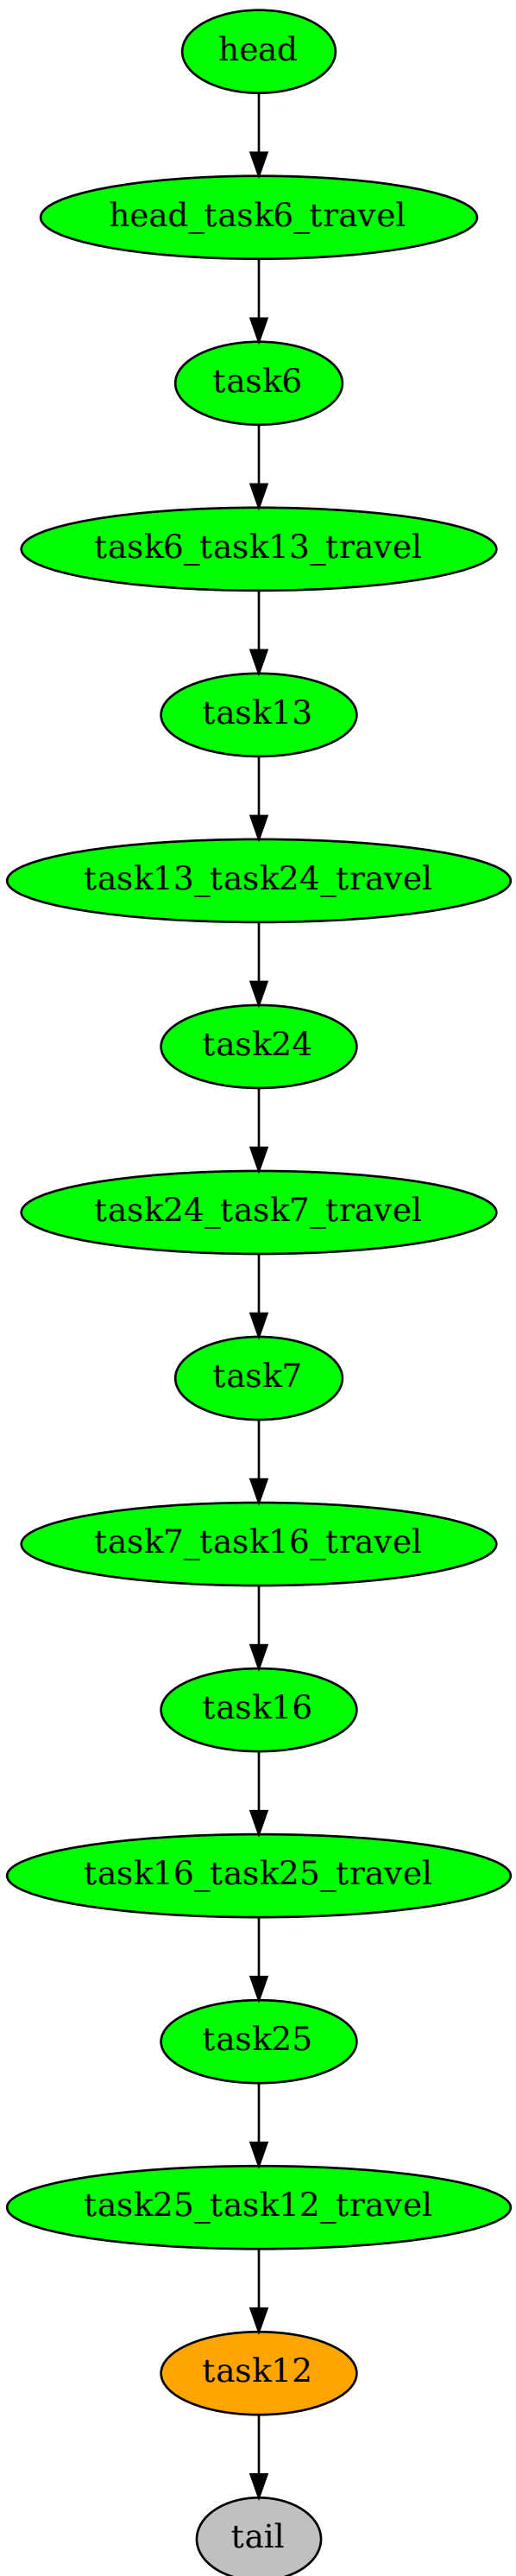 head
head_task6_travel
task6
task6_task13_travel
task13
task13_task24_travel
task24
task24_task7_travel
task7
task7_task16_travel
task16
task16_task25_travel
task25
task25_task12_travel
task12
tail